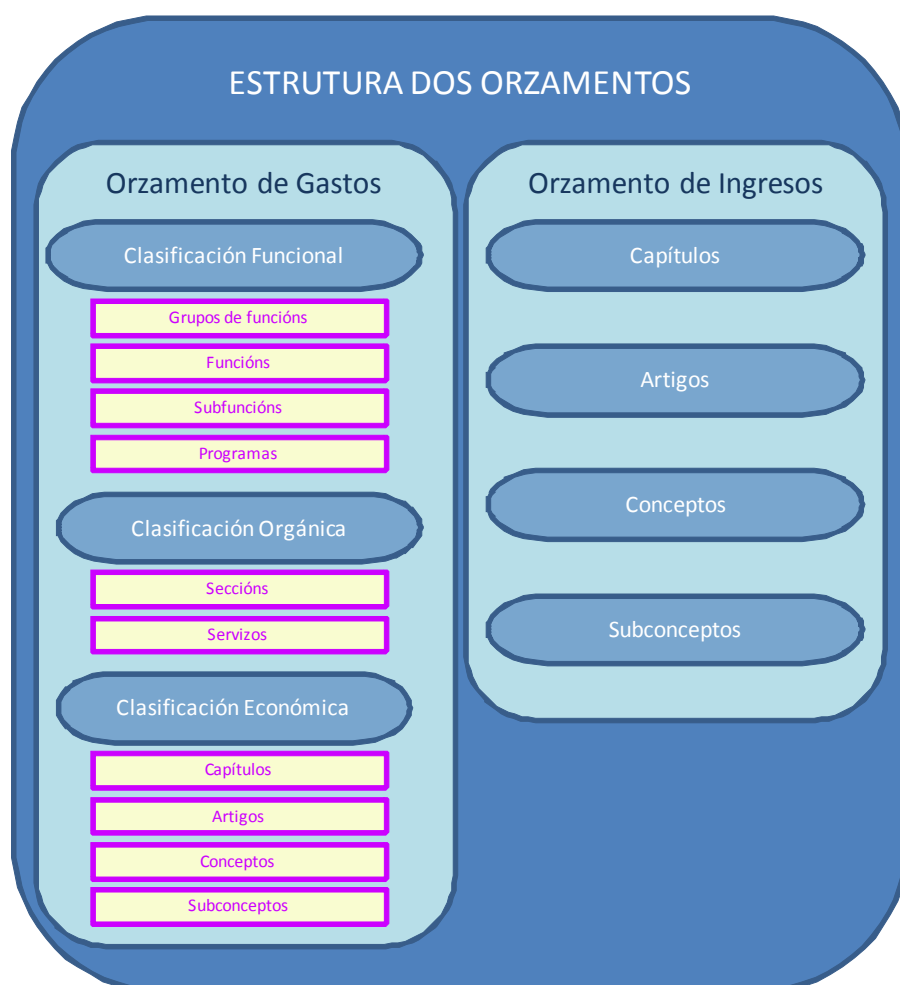 ESTRUTURA DOS ORZAMENTOS
Orzamento de Gastos
Clasificación Funcional
Grupos de funcións
Funcións
Subfuncións
Programas
Clasificación Orgánica
Seccións
Servizos
Clasificación Económica
Capítulos
Artigos
Conceptos
Subconceptos
Orzamento de Ingresos
Capítulos
Artigos
Conceptos
Subconceptos